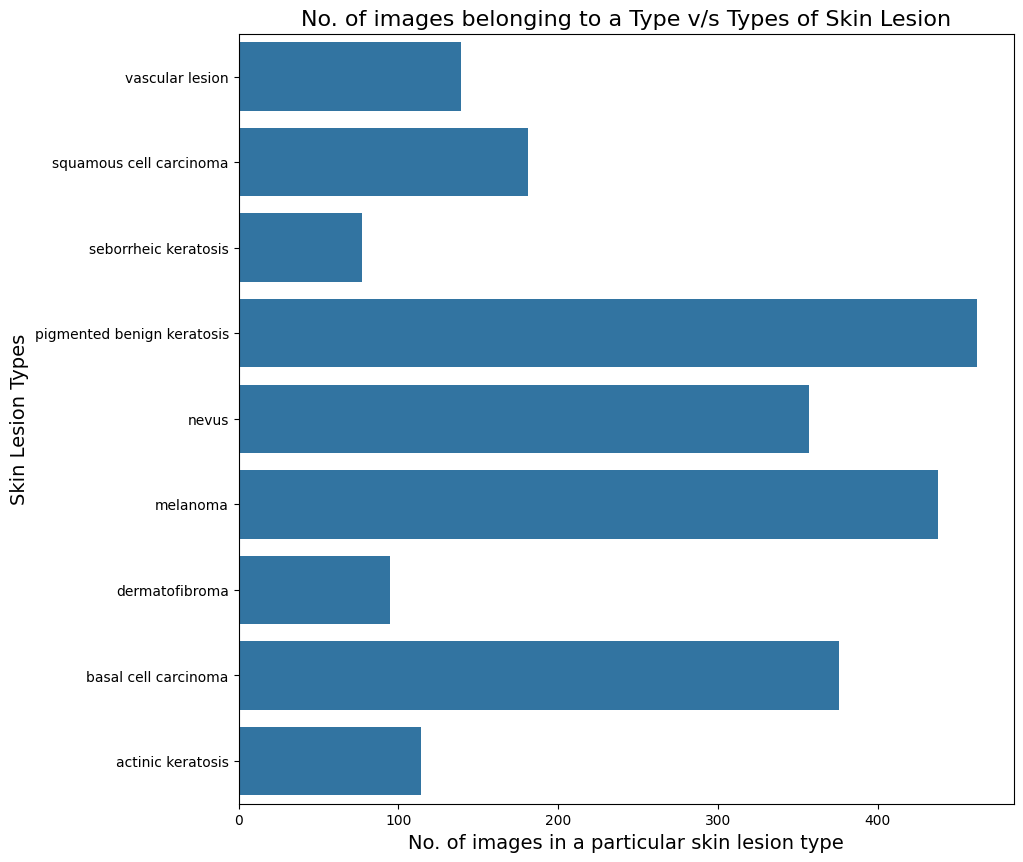 No. of images belonging to a Type v/s Types of Skin Lesion
Skin Lesion Types
vascular lesion
squamous cell carcinoma
seborrheic keratosis
pigmented benign keratosis
nevus
melanoma
dermatofibroma
basal cell carcinoma
actinic keratosis
0 100 200 300 400
No. of images in a particular skin lesion type